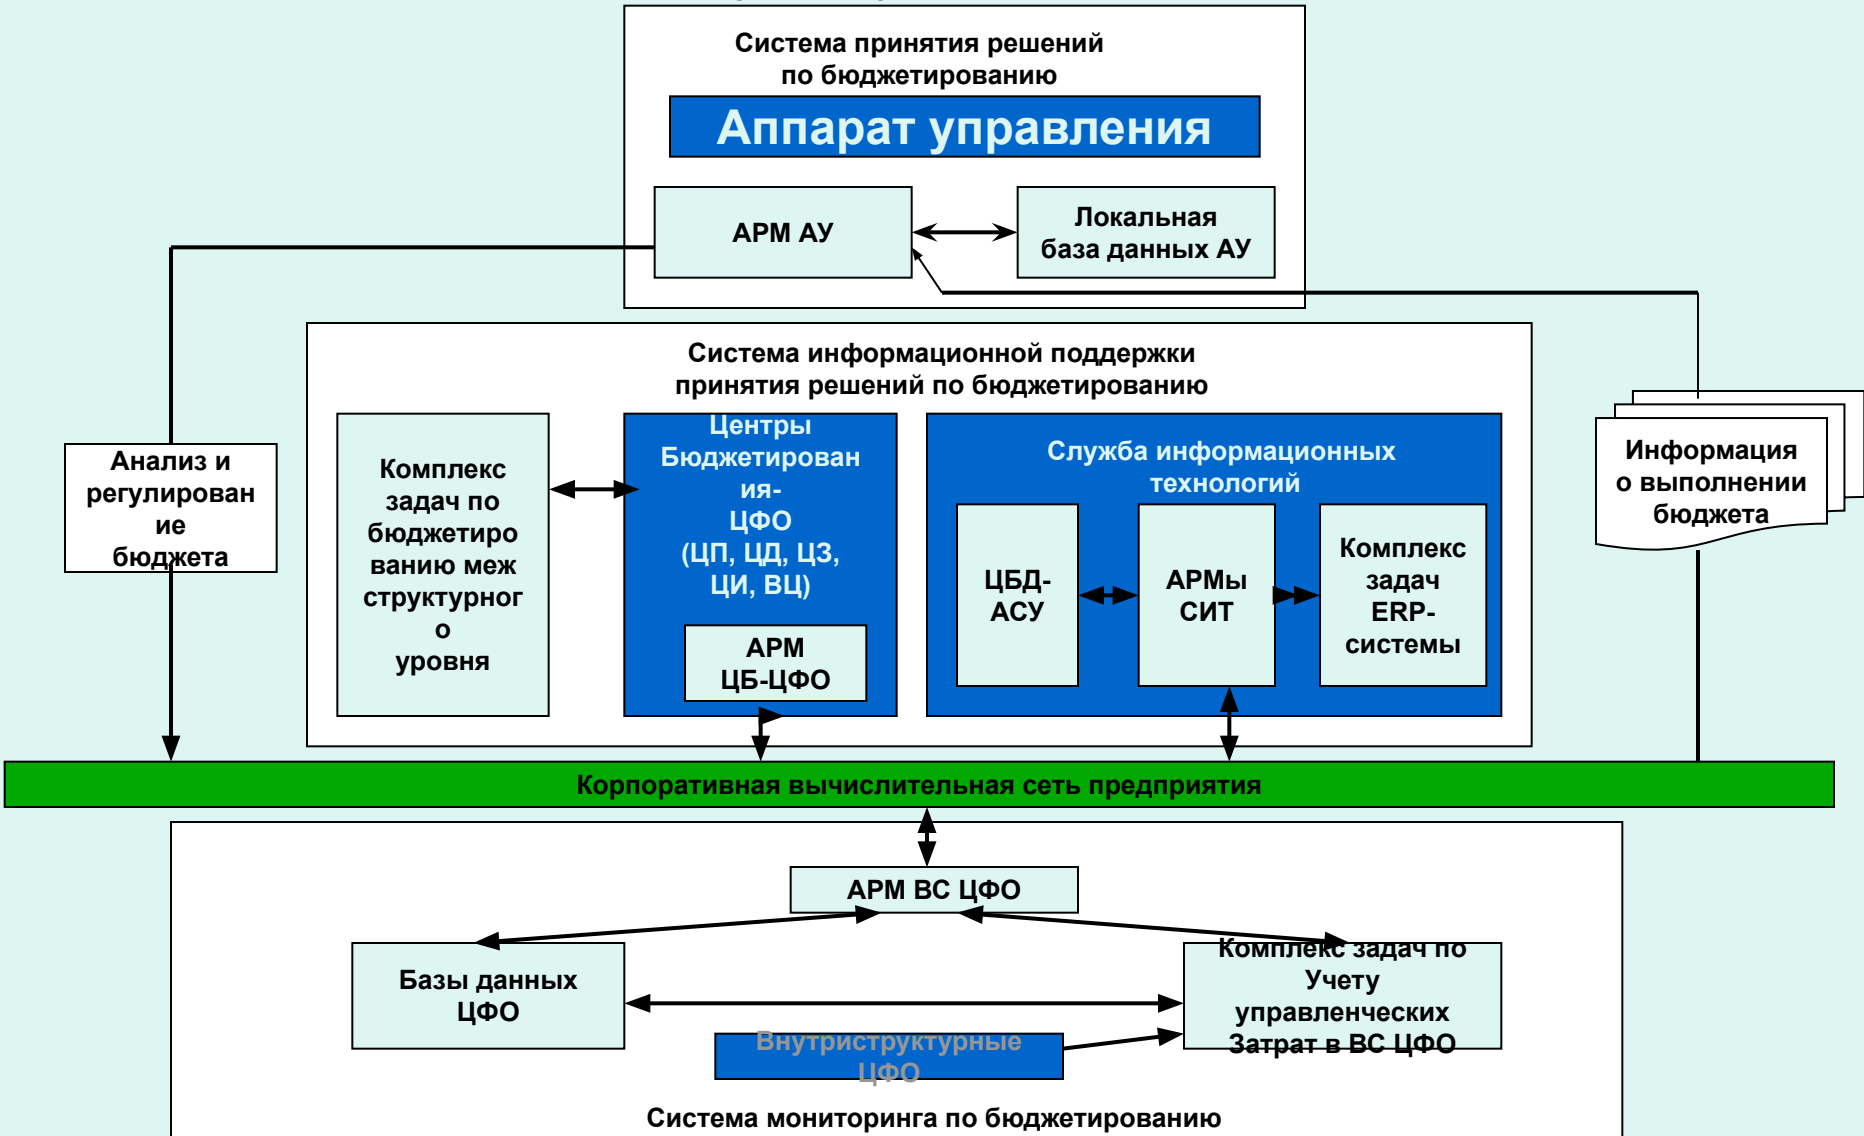 Система принятия решений
по бюджетированию
Аппарат управления
АРМ АУ
Локальная
база данных АУ
Система информационной поддержки
принятия решений по бюджетированию
Анализ и
регулирован
ие
бюджета
Комплекс
задач по
бюджетиро
ванию меж
структурног
о
уровня
Центры
Бюджетирован
ия-
ЦФО
(ЦП, ЦД, ЦЗ,
ЦИ, ВЦ)
АРМ
ЦБ-ЦФО
Служба информационных
технологий
ЦБД-
АСУ
АРМы
СИТ
Комплекс
задач
ERP-
системы
Информация
о выполнении
бюджета
Корпоративная вычислительная сеть предприятия
АРМ ВС ЦФО
Базы данных
ЦФО
Комплекс задач по
Учету
управленческих
Затрат в ВС ЦФО
Внутриструктурные
ЦФО
Система мониторинга по бюджетированию